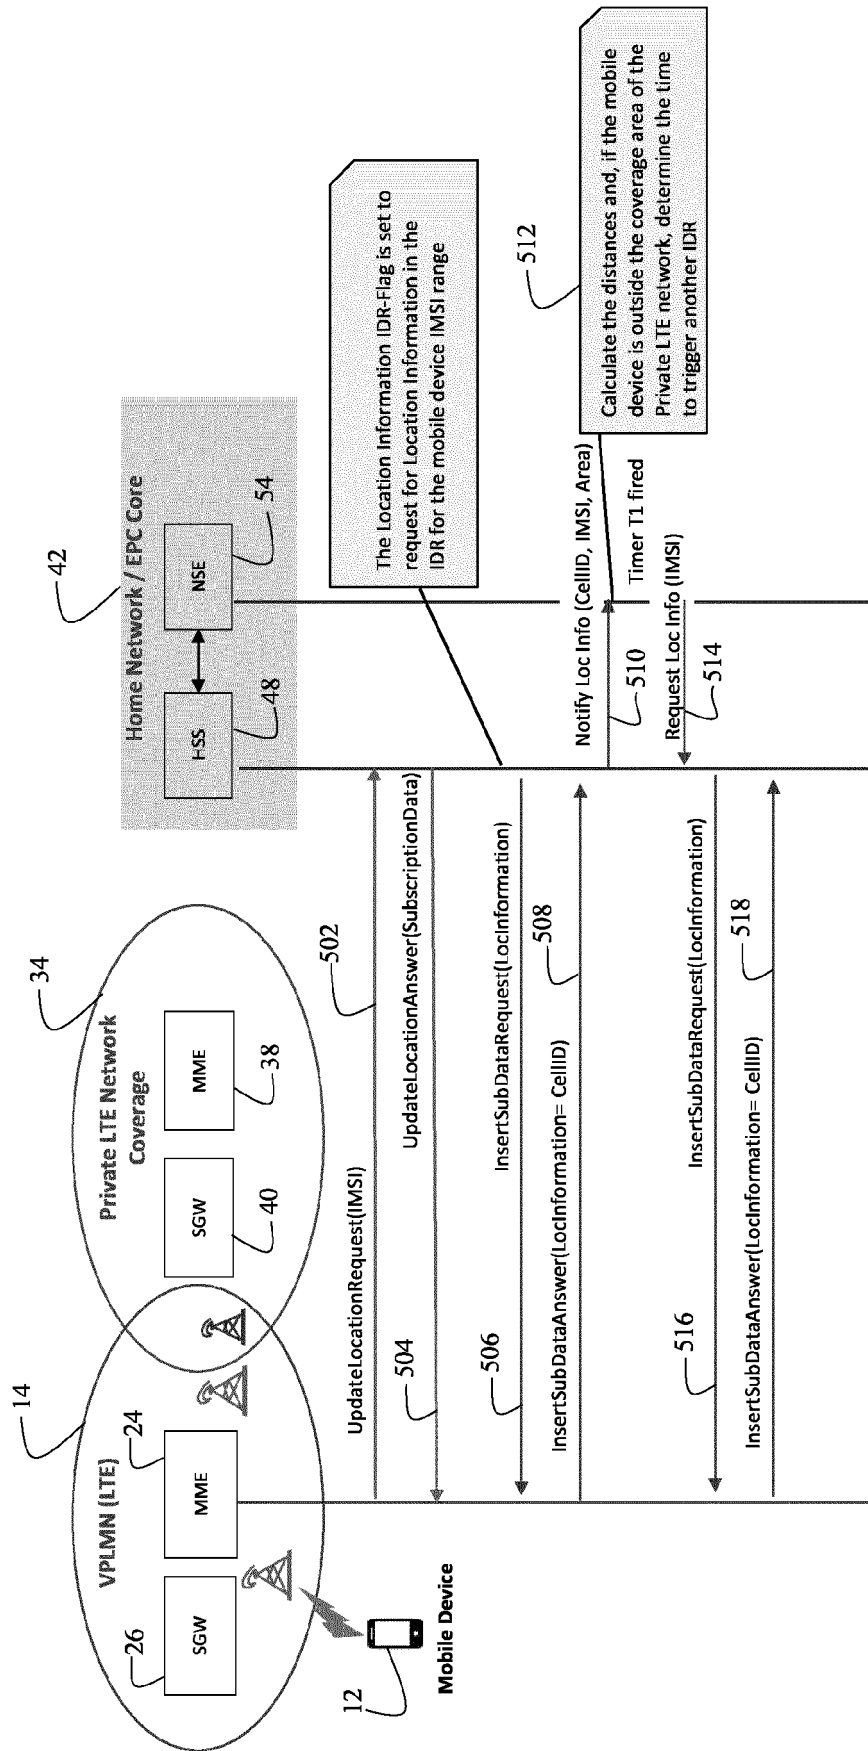 14
34
42
VPLMN (LTE)
Private LTE Network
Coverage
Home Network / EPC Core
26
24
SGW
MME
SGW
MME
HSS
NSE
40
38
48
54
12
Mobile Device
UpdateLocationRequest(IMSI)
502
504
UpdateLocationAnswer(SubscriptionData)
The Location Information IDR-Flag is set to
request for Location Information in the
IDR for the mobile device IMSI range
506
InsertSubDataRequest(LocInformation)
InsertSubDataAnswer(LocInformation= CellID)
508
Notify Loc Info (CellID, IMSI, Area)
510
512
Calculate the distances and, if the mobile
device is outside the coverage area of the
Private LTE network, determine the time
to trigger another IDR
Timer T1 fired
Request Loc Info (IMSI)
514
516
InsertSubDataRequest(LocInformation)
InsertSubDataAnswer(LocInformation= CellID)
518